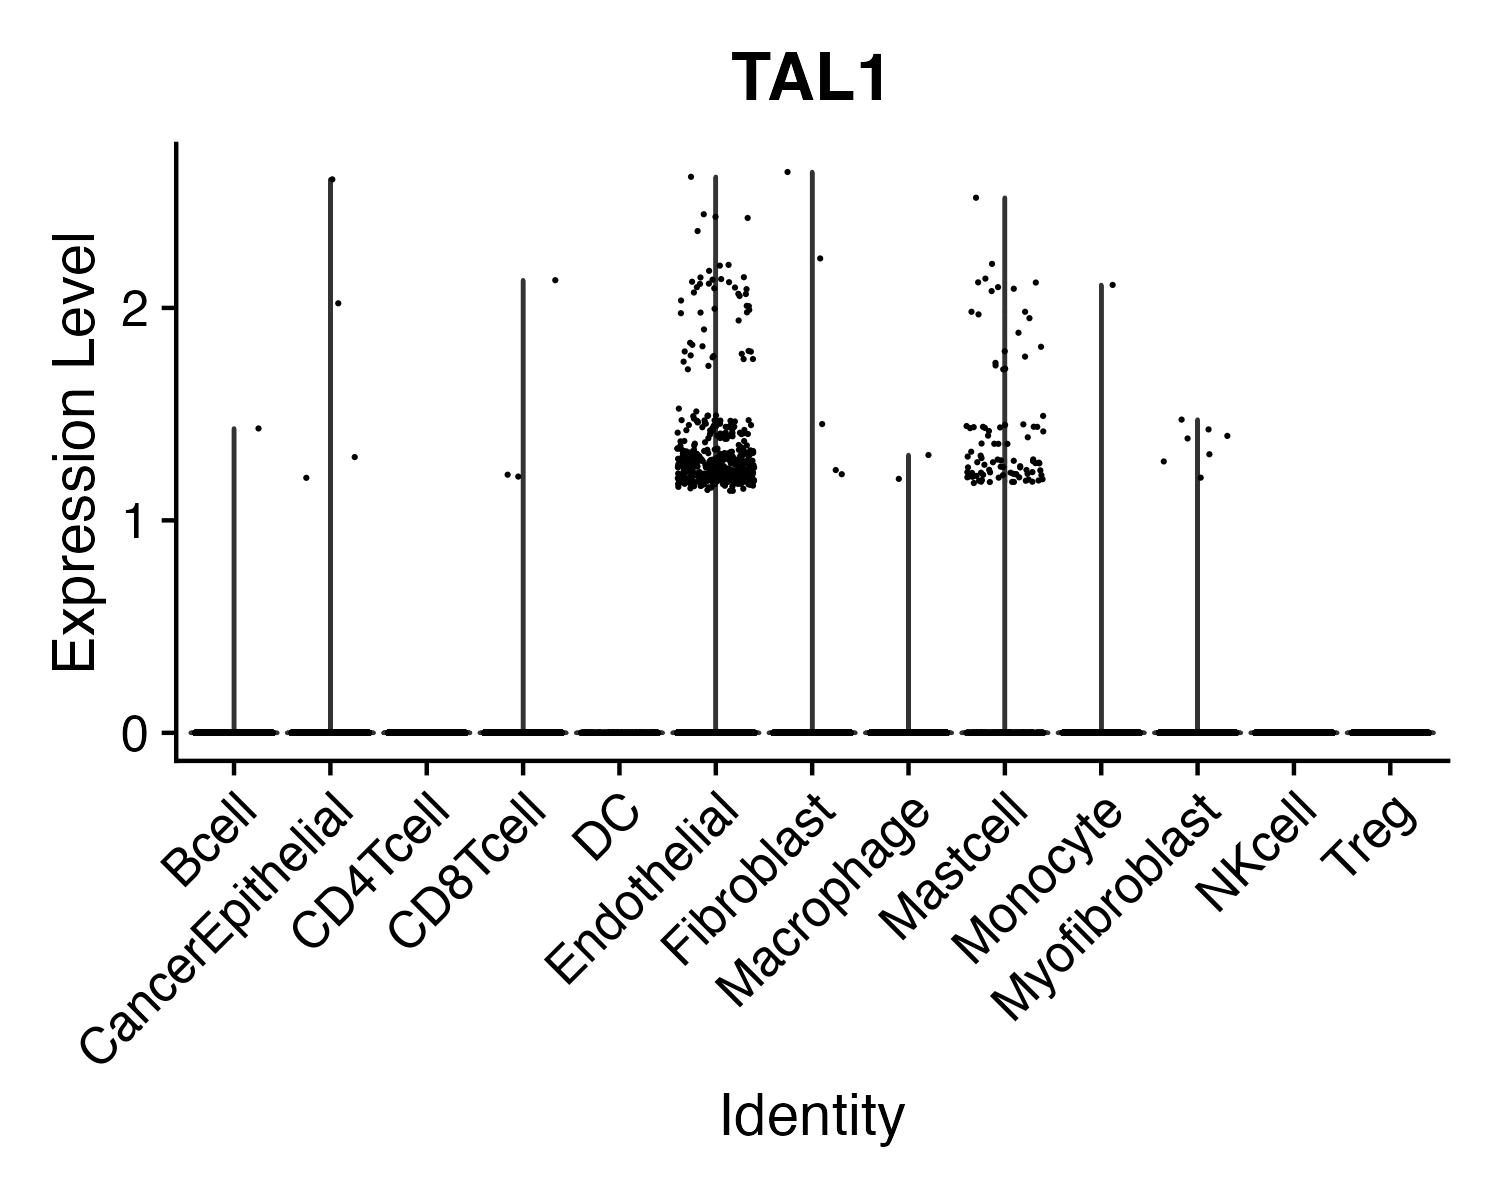 TAL1
Expression Level
2
1
0
Bcell
CancerEpithelial
CD4Tcell
CD8Tcell
DC
Endothelial
Fibroblast
Macrophage
Mastcell
Monocyte
Myofibroblast
NKcell
Treg
Identity